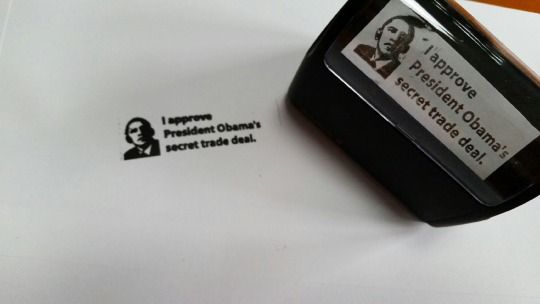 I approve
President Obama's
secret trade deal.
I approve
President Obama's
secret trade deal.